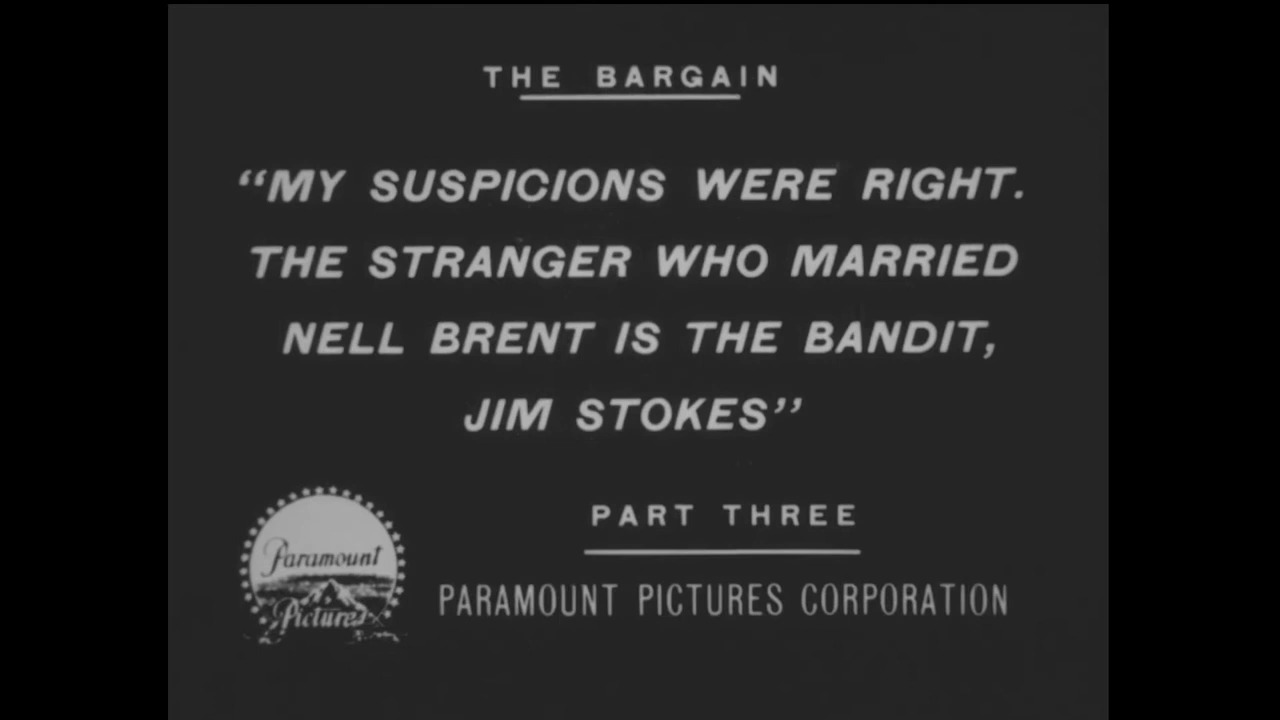 THE BARGAIN
“MY SUSPICIONS WERE RIGHT.
THE STRANGER WHO MARRIED
NELL BRENT IS THE BANDIT,
JIM STOKES”
PART THREE
Paramount
Pictures
PARAMOUNT PICTURES CORPORATION